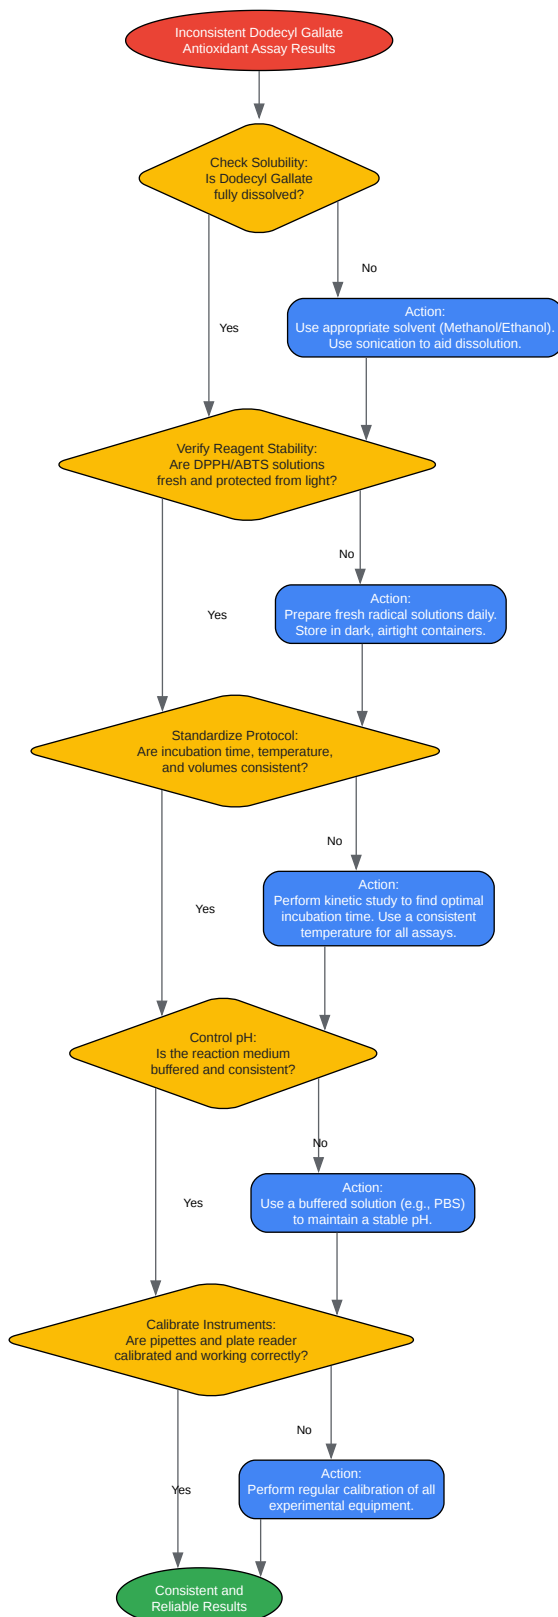 Inconsistent Dodecyl Gallate
Antioxidant Assay Results
Check Solubility:
Is Dodecyl Gallate
fully dissolved?
No
Yes
Action:
Use appropriate solvent (Methanol/Ethanol).
Use sonication to aid dissolution.
Verify Reagent Stability:
Are DPPH/ABTS solutions
fresh and protected from light?
No
Yes
Action:
Prepare fresh radical solutions daily.
Store in dark, airtight containers.
Standardize Protocol:
Are incubation time, temperature,
and volumes consistent?
No
Yes
Action:
Perform kinetic study to find optimal
incubation time. Use a consistent
temperature for all assays.
Control pH:
Is the reaction medium
buffered and consistent?
No
Yes
Action:
Use a buffered solution (e.g., PBS)
to maintain a stable pH.
Calibrate Instruments:
Are pipettes and plate reader
calibrated and working correctly?
No
Yes
Action:
Perform regular calibration of all
experimental equipment.
Consistent and
Reliable Results